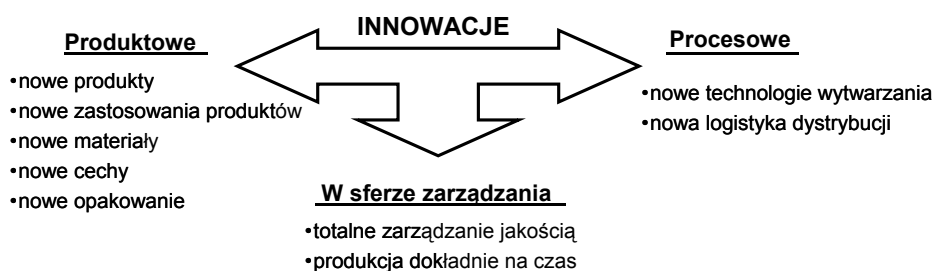 INNOWACJE
Produktowe
•nowe produkty
•nowe zastosowania produktów
•nowe materiały
•nowe cechy
•nowe opakowanie
Procesowe
•nowe technologie wytwarzania
•nowa logistyka dystrybucji
W sferze zarządzania
•totalne zarządzanie jakością
•produkcja dokładnie na czas